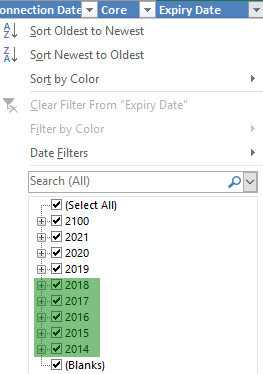 onnection Date Core Expiry Date
Sort Oldest to Newest
Sort Newest to Oldest
Sort by Color
Clear Filter From "Expiry Date"
Filter by Color
Date Filters
Search (All)
(Select All)
2100
2021
2020
2019
2018
2017
2016
2015
2014
(Blanks)